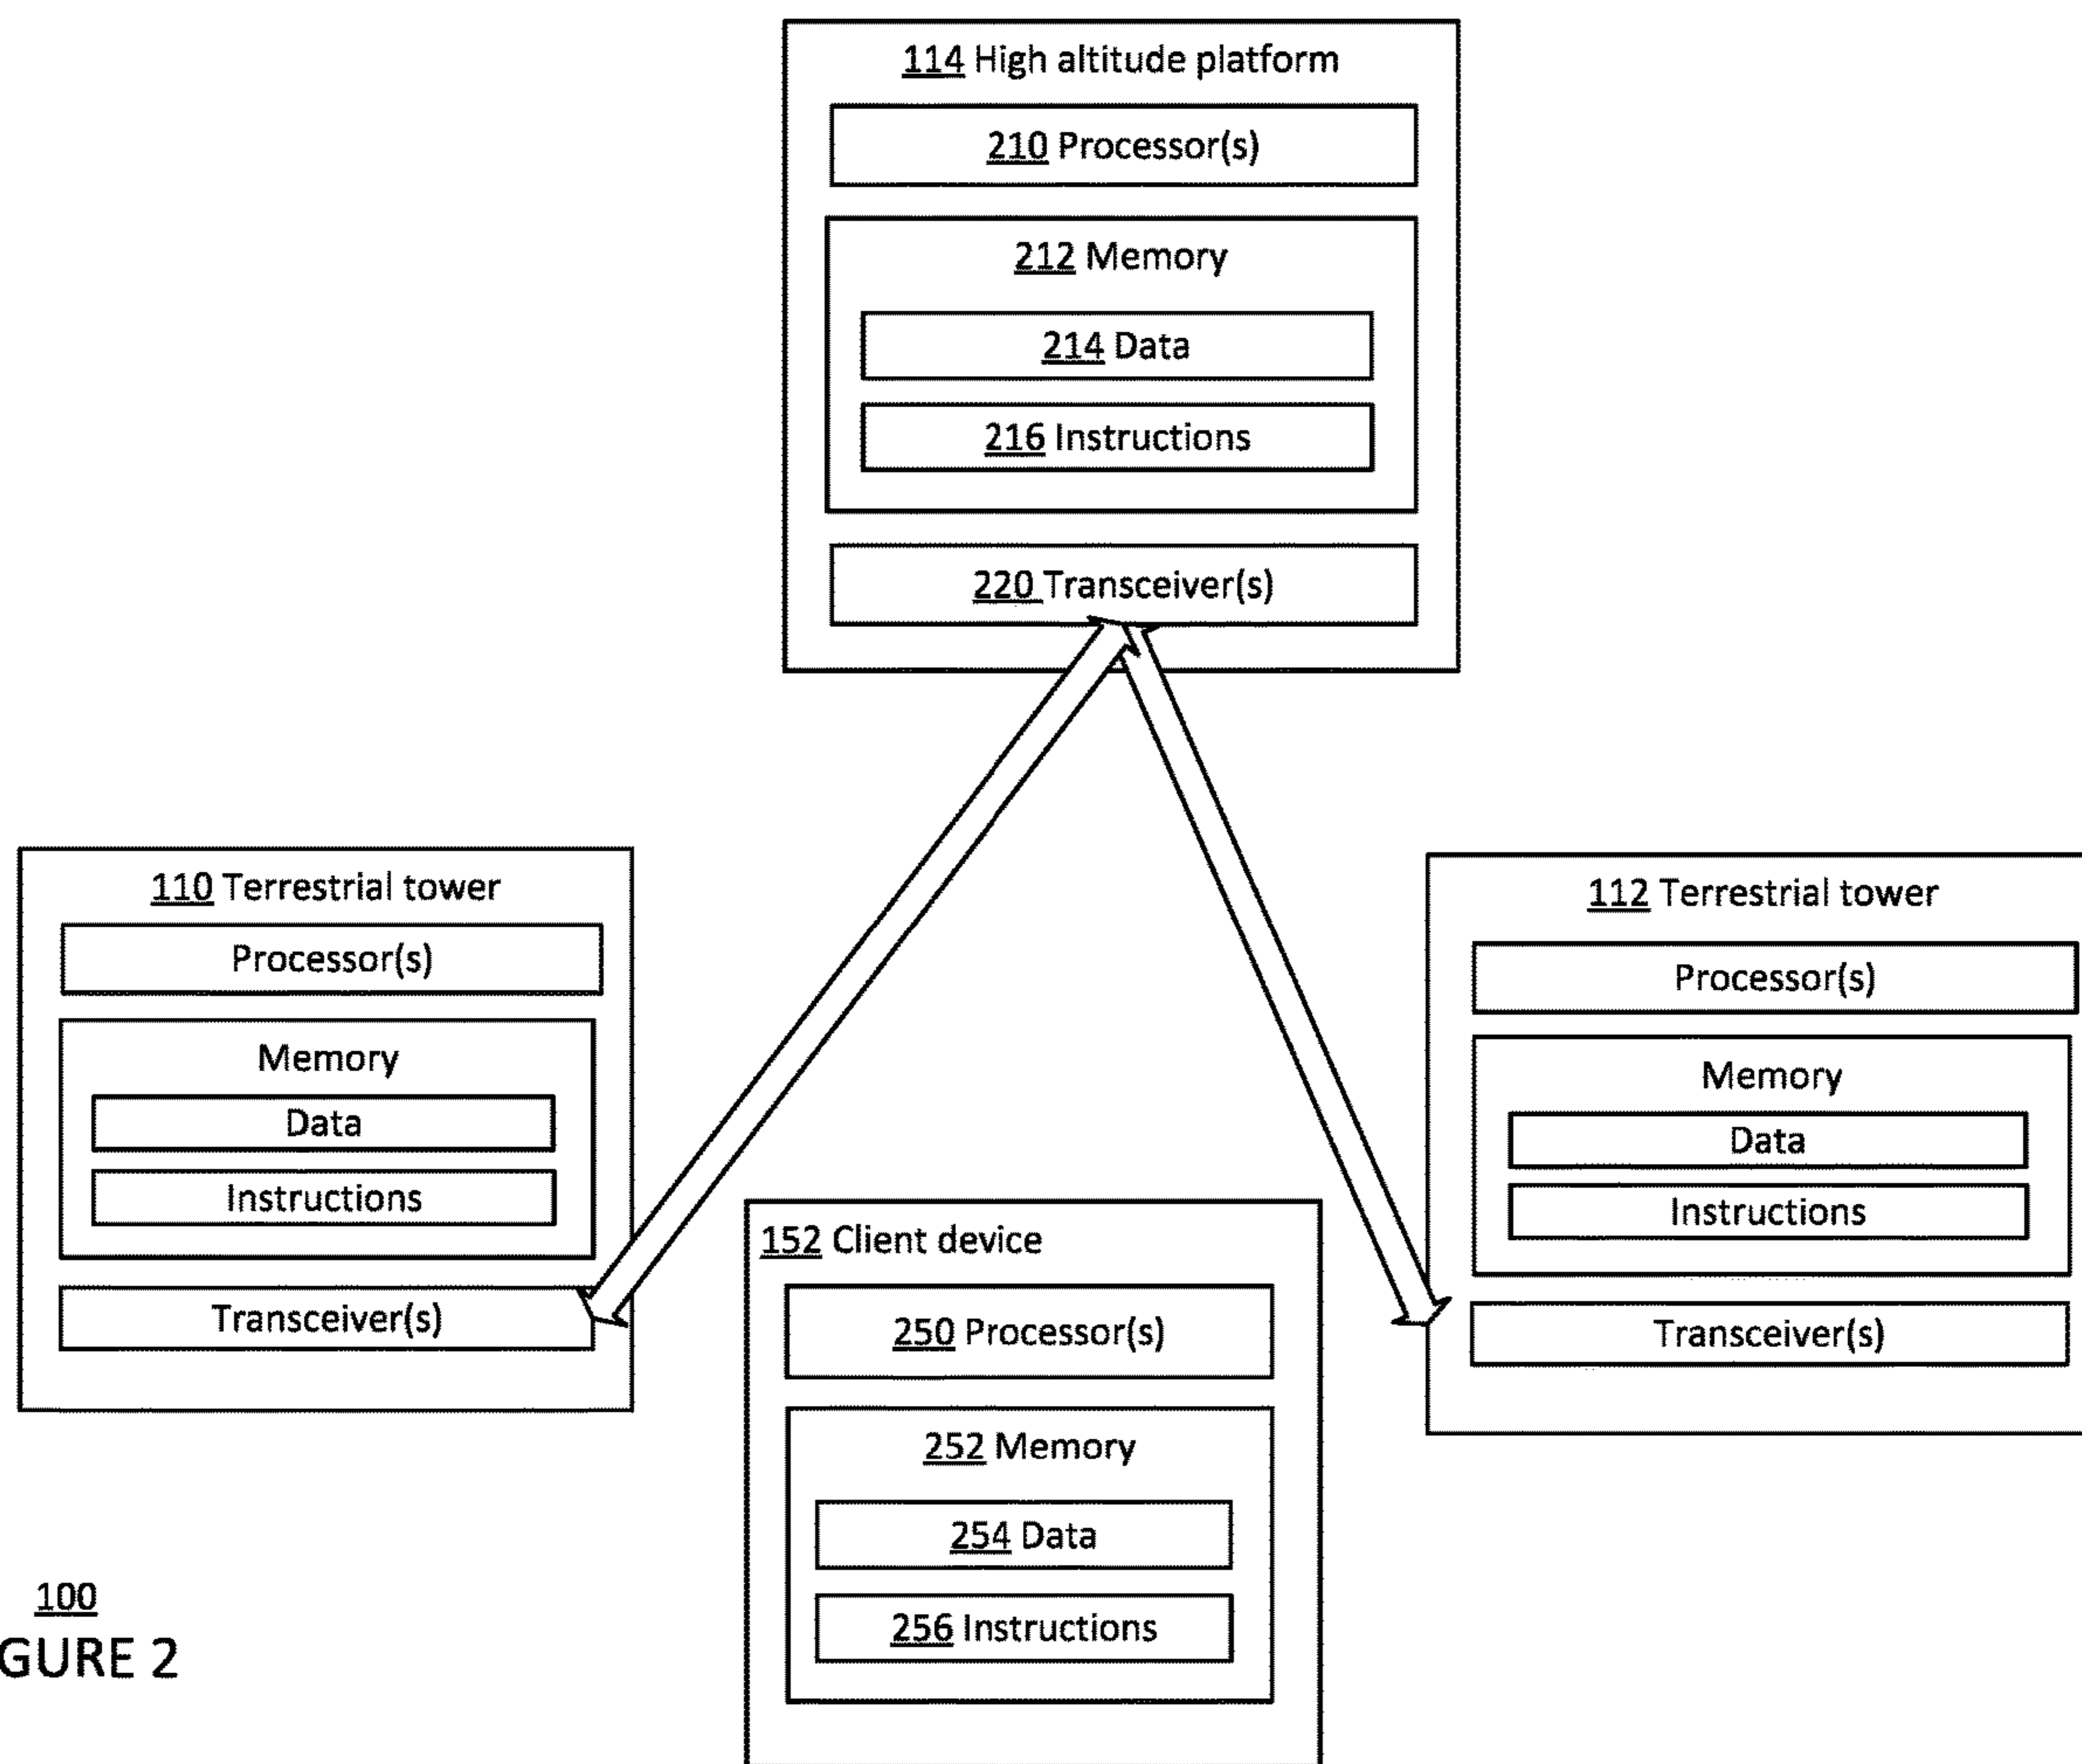 114 High altitude platform
210 Processor(s)
212 Memory
214 Data
216 Instructions
220 Transceiver(s)
110 Terrestrial tower
Processor(s)
Memory
Data
Instructions
Transceiver(s)
112 Terrestrial tower
Processor(s)
Memory
Data
Instructions
Transceiver(s)
152 Client device
250 Processor(s)
252 Memory
254 Data
256 Instructions
100
GURE 2